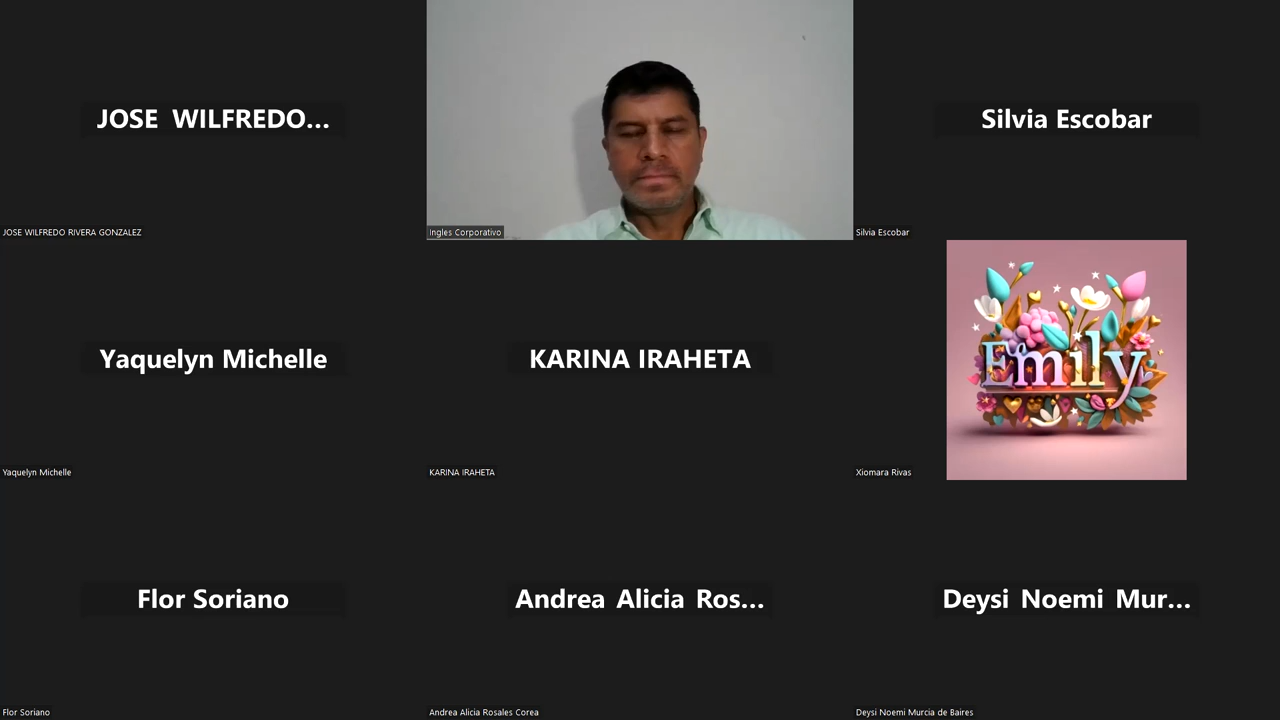 JOSE WILFREDO...
JOSE WILFREDO RIVERA GONZALEZ
Ingles Corporativo
Silvia Escobar
Silvia Escobar
Yaquelyn Michelle
Yaquelyn Michelle
KARINA IRAHETA
KARINA IRAHETA
Emily
Xiomara Rivas
Flor Soriano
Flor Soriano
Andrea Alicia Ros...
Andrea Alicia Rosales Corea
Deysi Noemi Mur...
Deysi Noemi Murcia de Baires